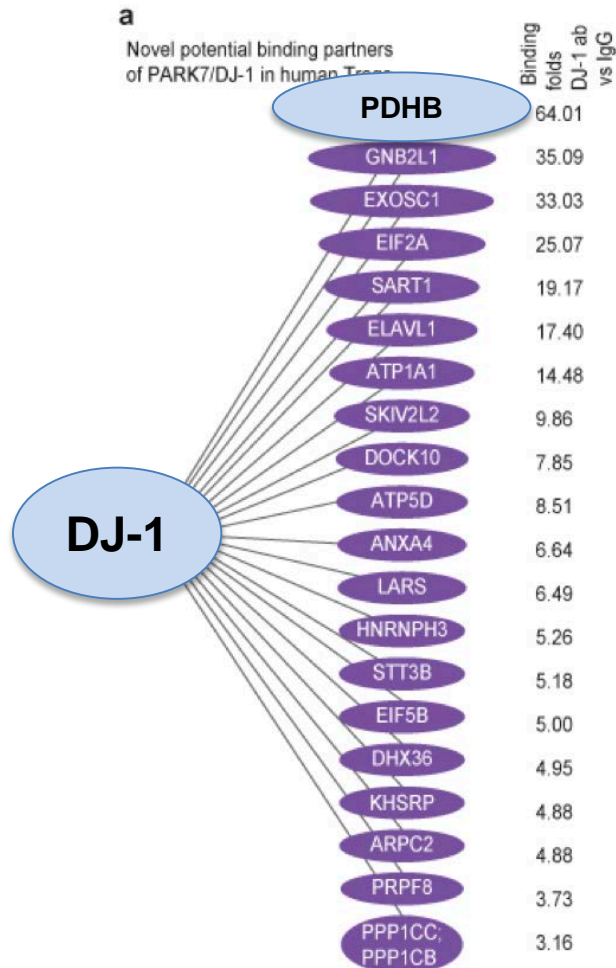 a
Novel potential binding partners
of PARK7/DJ-1 in human
Binding
folds
DJ-1 ab
vs IgG
PDHB 64.01
GNB2L1 35.09
EXOSC1 33.03
EIF2A 25.07
SART1 19.17
ELAVL1 17.40
ATP1A1 14.48
SKIV2L2 9.86
DOCK10 7.85
ATP5D 8.51
ANXA4 6.64
LARS 6.49
HNRNPH3 5.26
STT3B 5.18
EIF5B 5.00
DHX36 4.95
KHSRP 4.88
ARPC2 4.88
PRPF8 3.73
PPP1CC;
PPP1CB 3.16
DJ-1